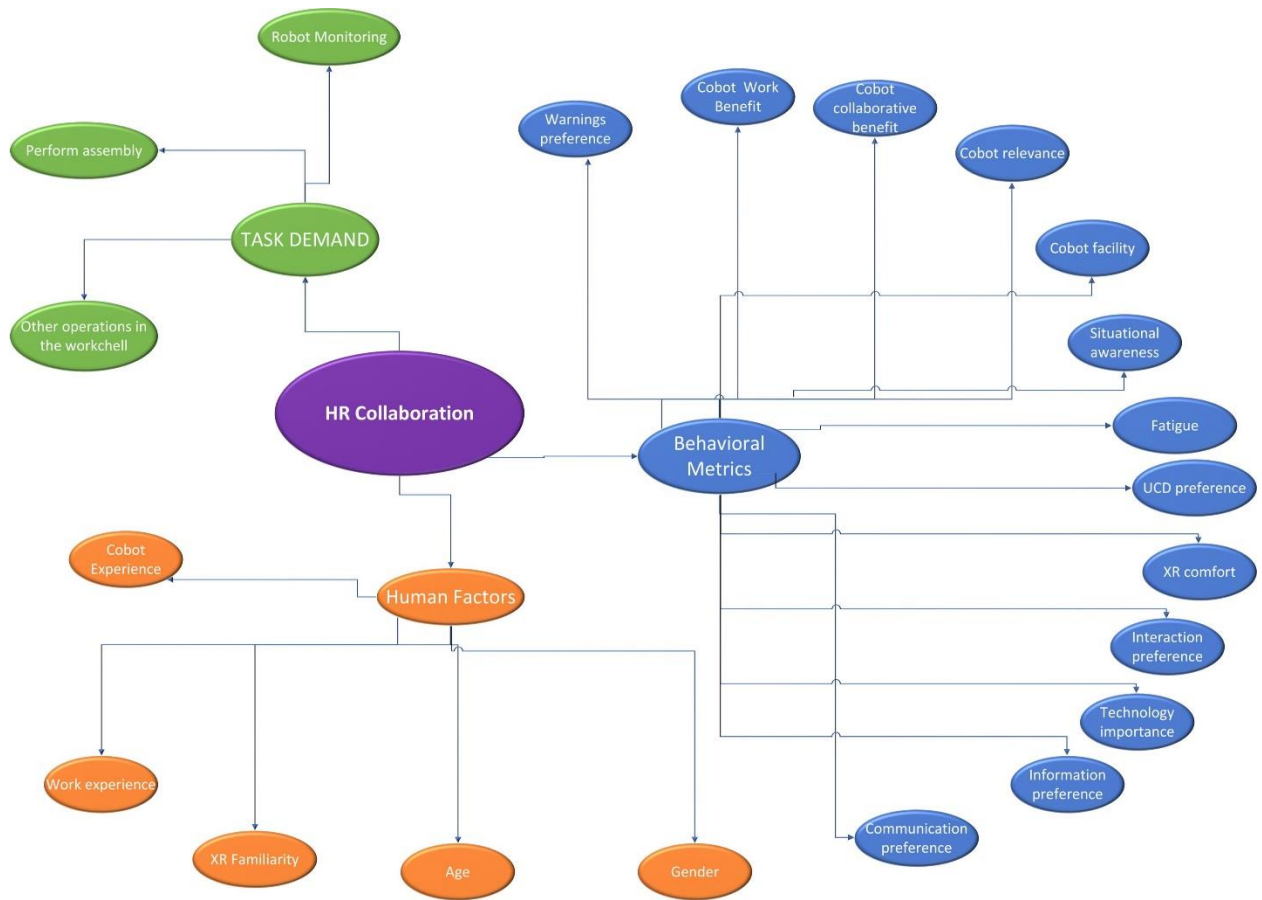 Robot Monitoring
Perform assembly
TASK DEMAND
Other operations in
the workchell
HR Collaboration
Warnings
preference
Cobot Work
Benefit
Cobot
collaborative
benefit
Cobot relevance
Cobot facility
Situational
awareness
Behavioral
Metrics
Fatigue
UCD preference
XR comfort
Interaction
preference
Technology
importance
Information
preference
Communication
preference
Cobot
Experience
Human Factors
Work experience
XR Familiarity
Age
Gender